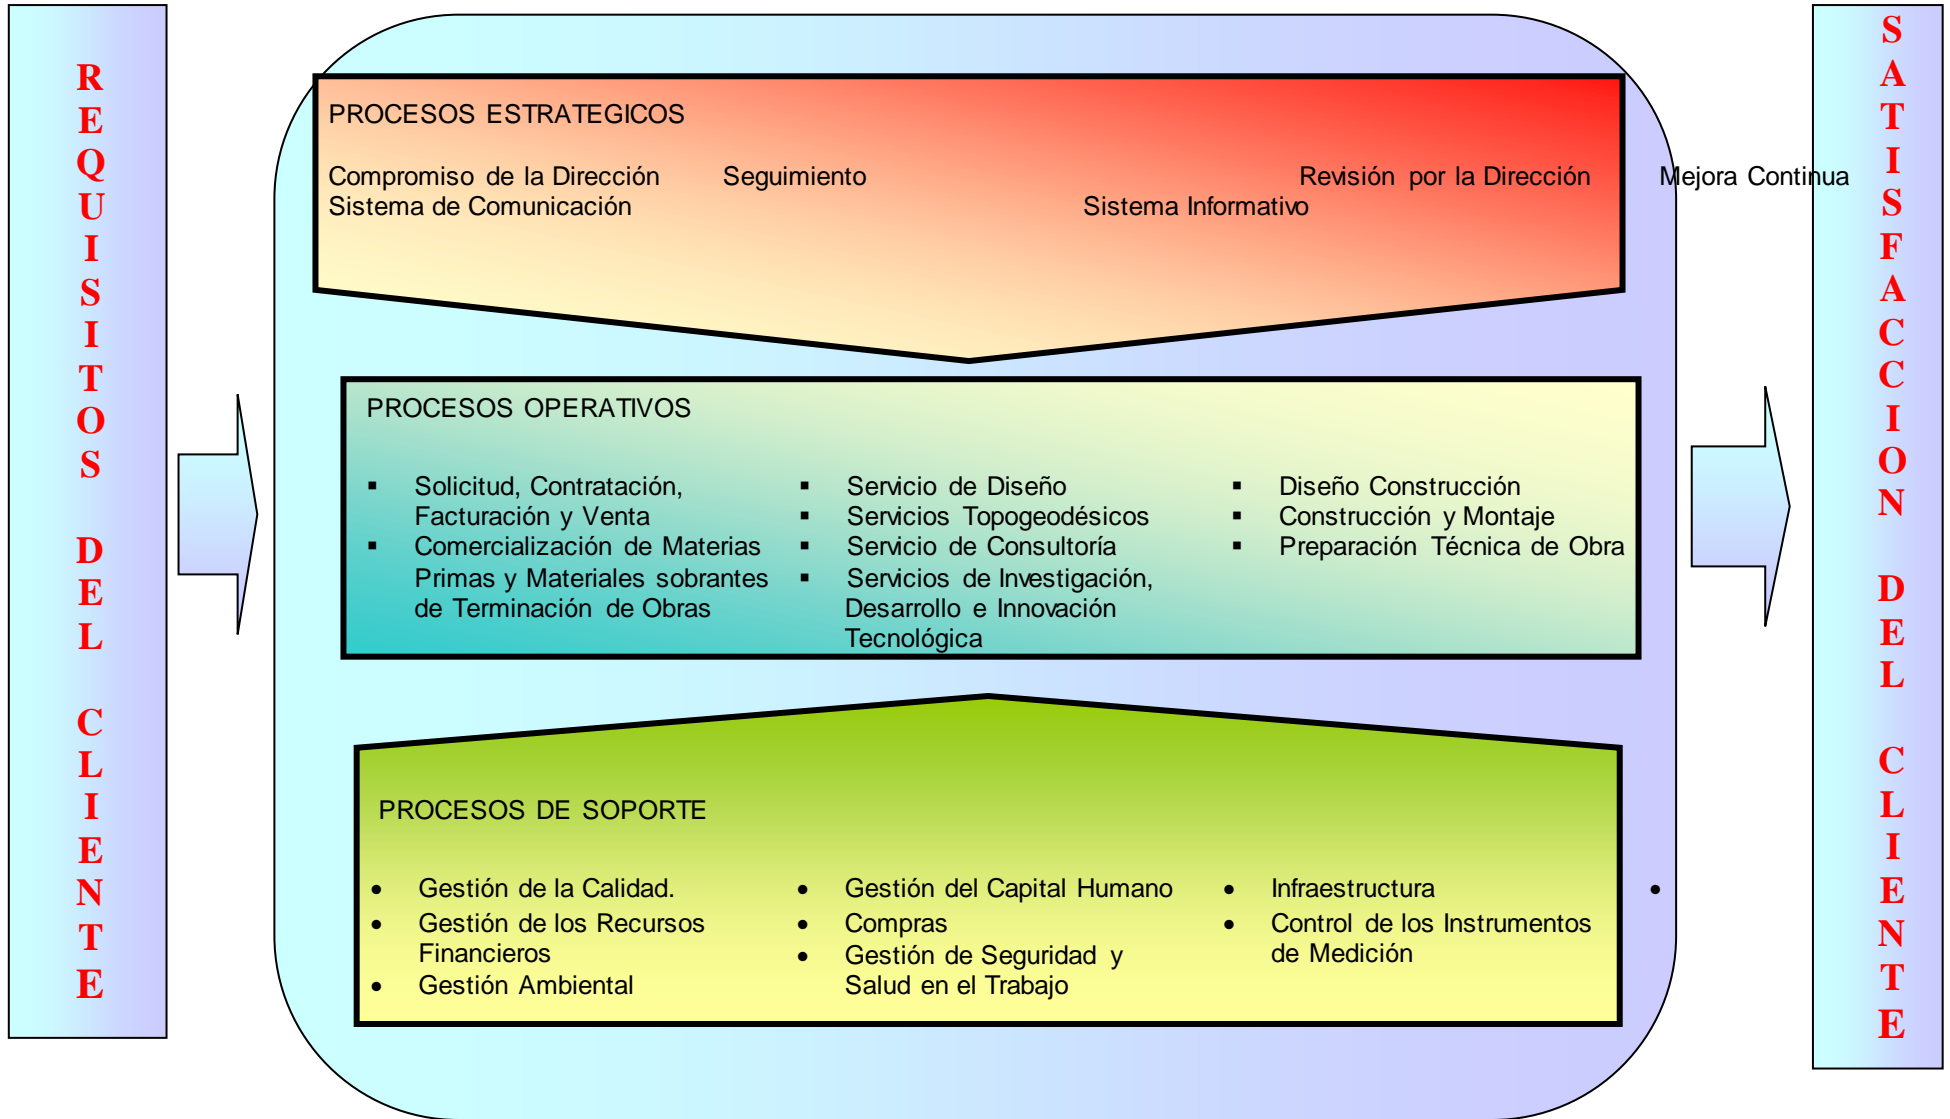 REQUISITOS DEL CLIENTE
PROCESOS ESTRATEGICOS
Compromiso de la Dirección Seguimiento Revisión por la Dirección Mejora Continua
Sistema de Comunicación Sistema Informativo
PROCESOS OPERATIVOS
▪ Solicitud, Contratación,
Facturación y Venta
▪ Comercialización de Materias
Primas y Materiales sobrantes
de Terminación de Obras
▪ Servicio de Diseño
▪ Servicios Topogeodésicos
▪ Servicio de Consultoría
▪ Servicios de Investigación,
Desarrollo e Innovación
Tecnológica
▪ Diseño Construcción
▪ Construcción y Montaje
▪ Preparación Técnica de Obra
PROCESOS DE SOPORTE
• Gestión de la Calidad.
• Gestión de los Recursos
Financieros
• Gestión Ambiental
• Gestión del Capital Humano
• Compras
• Gestión de Seguridad y
Salud en el Trabajo
• Infraestructura
• Control de los Instrumentos
de Medición
•
SATISFACCION DEL CLIENTE